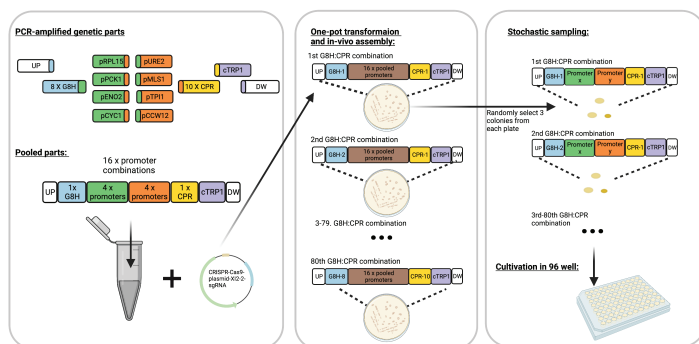 PCR-amplified genetic parts
UP
8 X G8H
pRPL15
pURE2
pPCK1
pMLS1
pENO2
pTPI1
pCYC1
pCCW12
10 X CPR
cTRP1
DW
Pooled parts:
16 x promoter
combinations
UP
1x
G8H
4 x
promoters
4 x
promoters
1 x
CPR
cTRP1
DW
CRISPR-Cas9-
plasmid-XI2-2-
sgRNA
One-pot transformaion
and in-vivo assembly:
1st G8H:CPR combination
UP
G8H-1
16 x pooled
promoters
CPR-1
cTRP1
DW
2nd G8H:CPR combination
UP
G8H-2
16 x pooled
promoters
CPR-1
cTRP1
DW
3-79. G8H:CPR combination
80th G8H:CPR combination
UP
G8H-8
16 x pooled
promoters
CPR-10
cTRP1
DW
Stochastic sampling:
1st G8H:CPR combination
UP
G8H-1
Promoter
x
Promoter
y
CPR-1
cTRP1
DW
Randomly select 3
colonies from
each plate
2nd G8H:CPR combination
UP
G8H-2
Promoter
x
Promoter
y
CPR-1
cTRP1
DW
3rd-80th G8H:CPR
combination
Cultivation in 96 well: